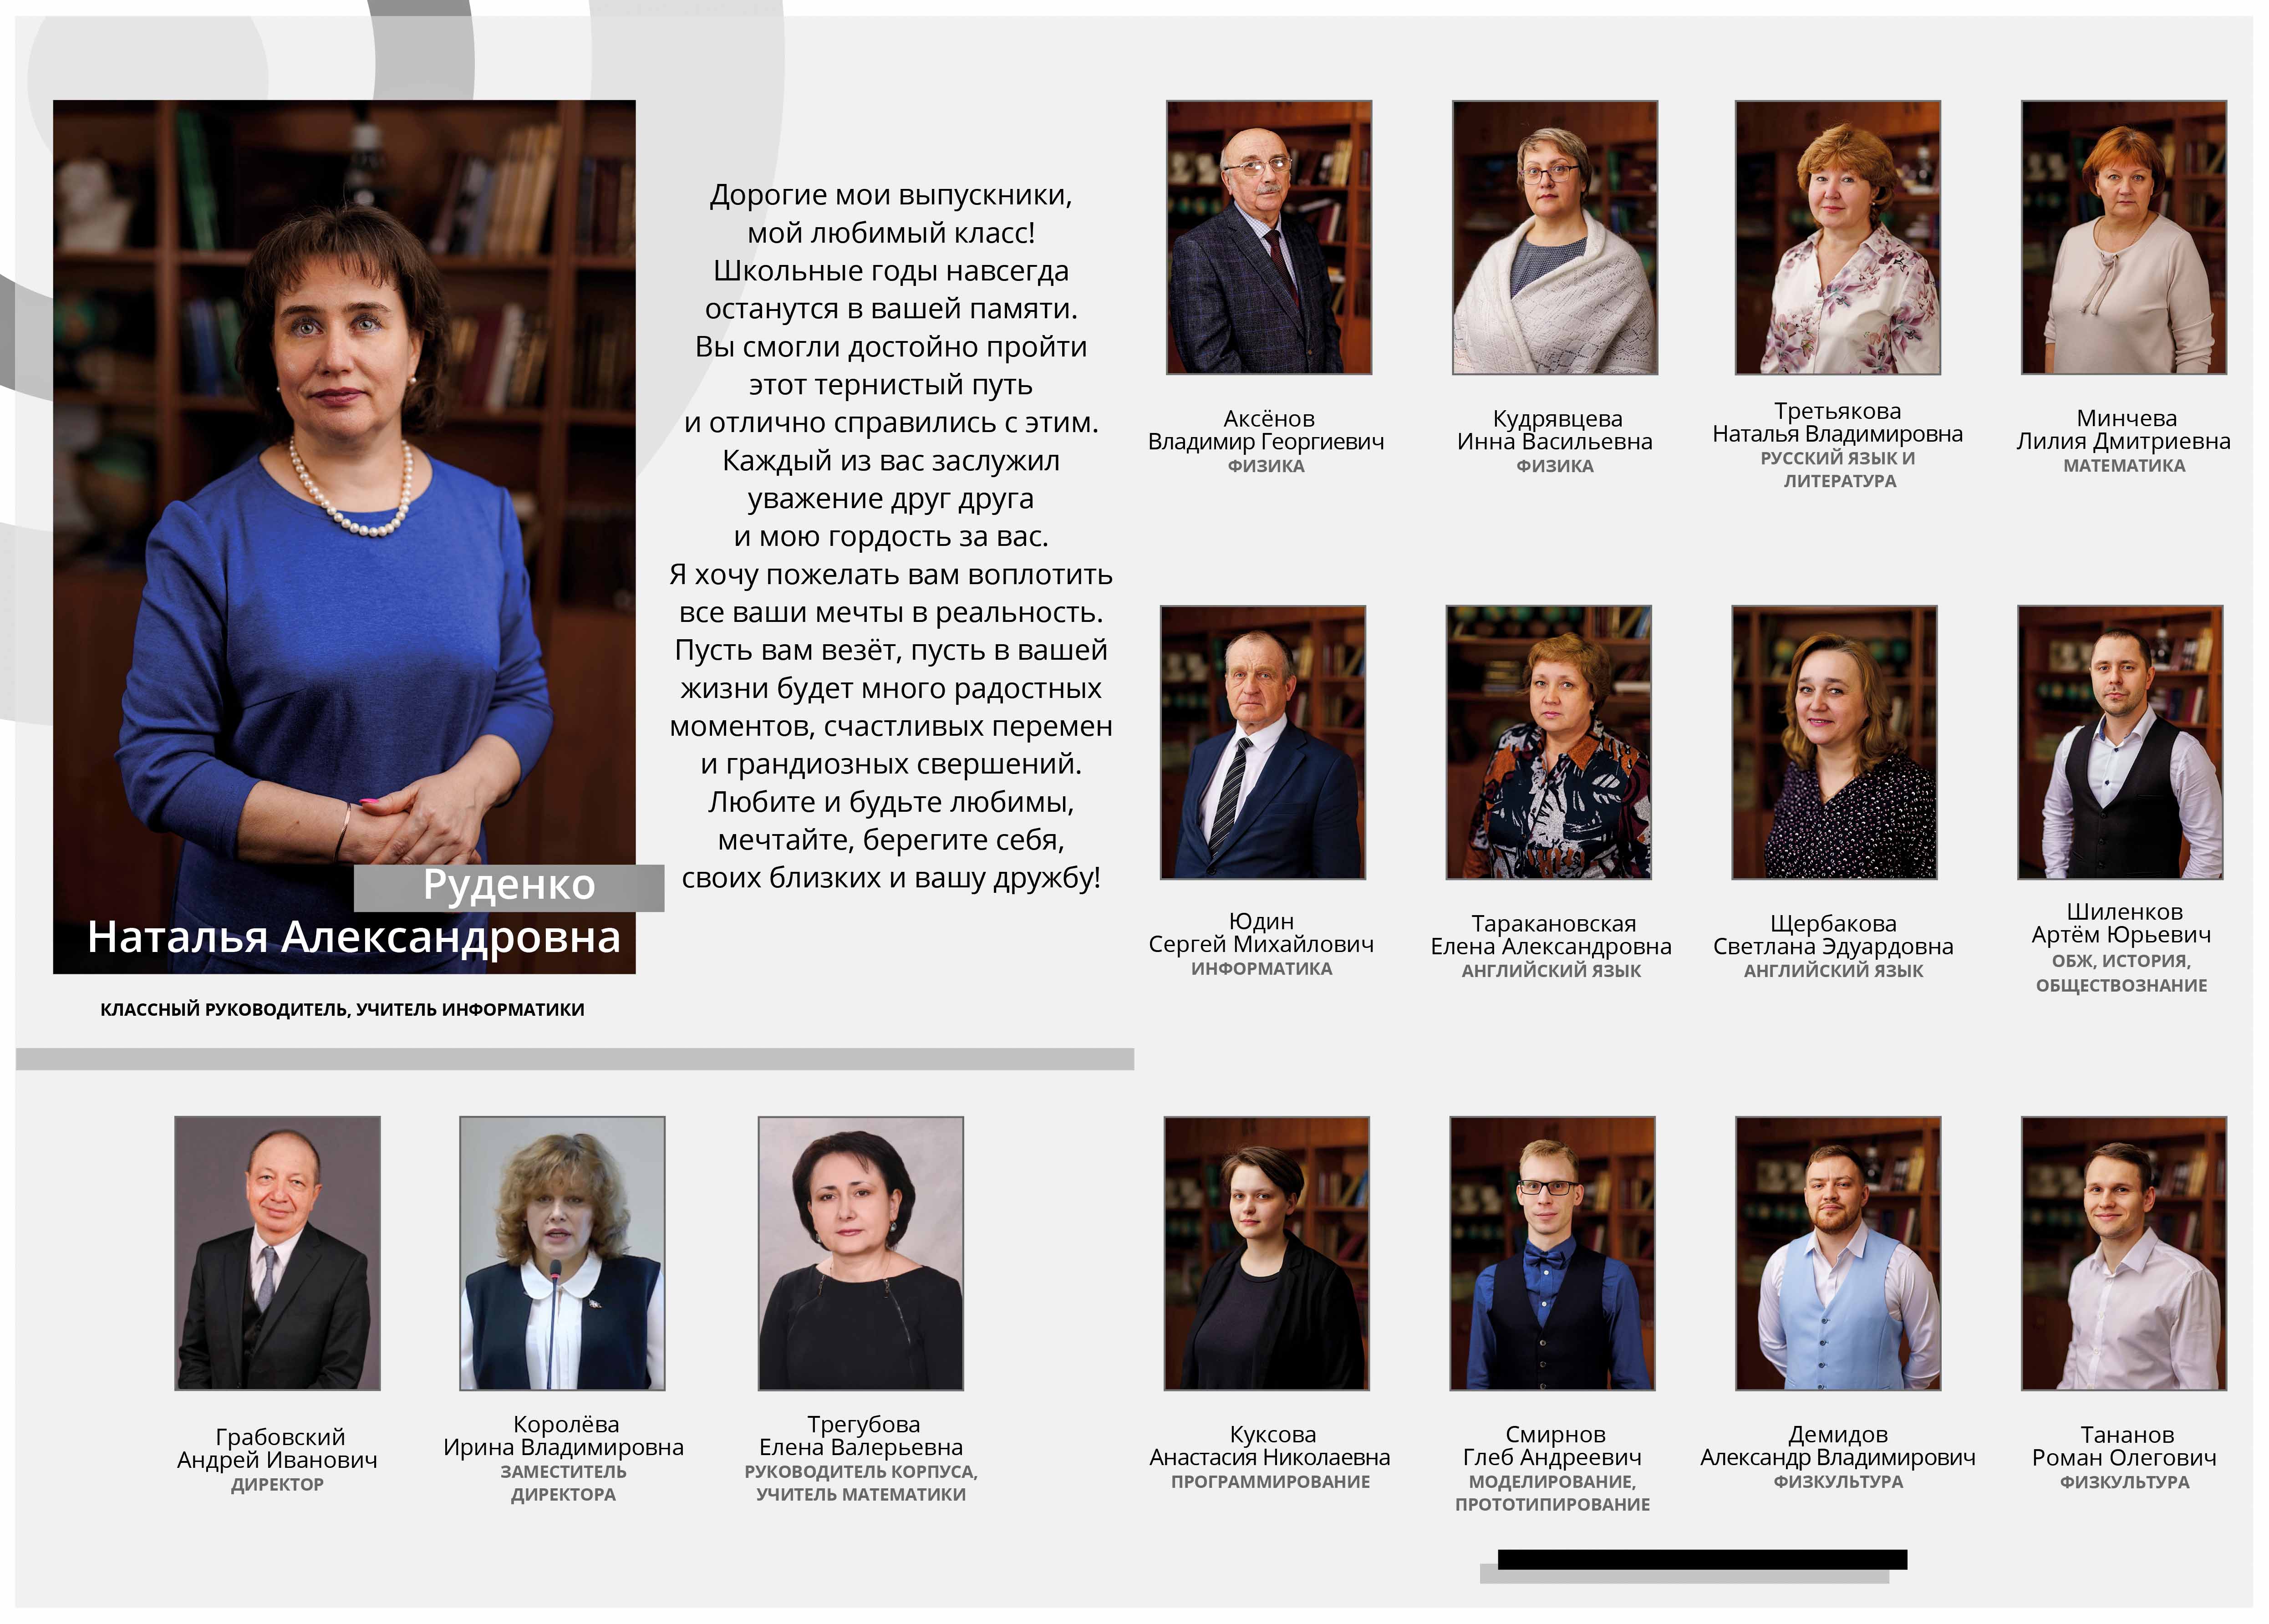 Дорогие мои выпускники,
мой любимый класс!
Школьные годы навсегда
останутся в вашей памяти.
Вы смогли достойно пройти
этот тернистый путь
и отлично справились с этим.
Каждый из вас заслужил
уважение друг друга
и мою гордость за вас.
Я хочу пожелать вам воплотить
все ваши мечты в реальность.
Пусть вам везёт, пусть в вашей
жизни будет много радостных
моментов, счастливых перемен
и грандиозных свершений.
Любите и будьте любимы,
мечтайте, берегите себя,
своих близких и вашу дружбу!
Руденко
Наталья Александровна
КЛАССНЫЙ РУКОВОДИТЕЛЬ, УЧИТЕЛЬ ИНФОРМАТИКИ
Грабовский
Андрей Иванович
ДИРЕКТОР
Королёва
Ирина Владимировна
ЗАМЕСТИТЕЛЬ
ДИРЕКТОРА
Трегубова
Елена Валерьевна
РУКОВОДИТЕЛЬ КОРПУСА,
УЧИТЕЛЬ МАТЕМАТИКИ
Аксёнов
Владимир Георгиевич
ФИЗИКА
Кудрявцева
Инна Васильевна
ФИЗИКА
Третьякова
Наталья Владимировна
РУССКИЙ ЯЗЫК И
ЛИТЕРАТУРА
Минчева
Лилия Дмитриевна
МАТЕМАТИКА
Юдин
Сергей Михайлович
ИНФОРМАТИКА
Таракановская
Елена Александровна
АНГЛИЙСКИЙ ЯЗЫК
Щербакова
Светлана Эдуардовна
АНГЛИЙСКИЙ ЯЗЫК
Шиленков
Артём Юрьевич
ОБЖ, ИСТОРИЯ,
ОБЩЕСТВОЗНАНИЕ
Куксова
Анастасия Николаевна
ПРОГРАММИРОВАНИЕ
Смирнов
Глеб Андреевич
МОДЕЛИРОВАНИЕ,
ПРОТОТИПИРОВАНИЕ
Демидов
Александр Владимирович
ФИЗКУЛЬТУРА
Тананов
Роман Олегович
ФИЗКУЛЬТУРА